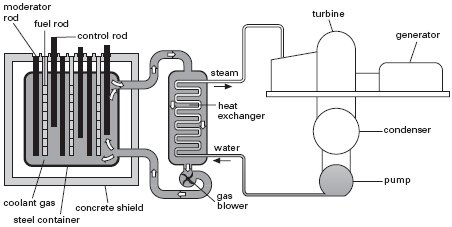 moderator
rod
fuel rod
control rod
turbine
generator
steam
heat
exchanger
water
condenser
pump
gas
blower
coolant gas
steel container
concrete shield